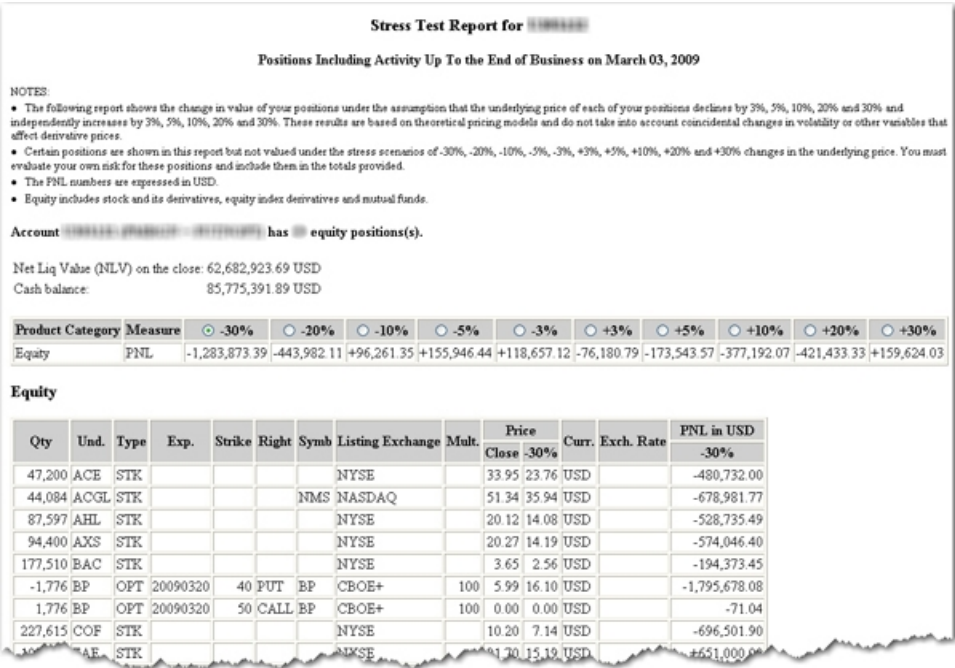 Stress Test Report for
Positions Including Activity Up To the End of Business on March 03, 2009
NOTES:
• The following report shows the change in value of your positions under the assumption that the underlying price of each of your positions declines by 3%, 5%, 10%, 20% and 30% and
independently increases by 3%, 5%, 10%, 20% and 30%. These results are based on theoretical pricing models and do not take into account coincidental changes in volatility or other variables that
affect derivative prices.
• Certain positions are shown in this report but not valued under the stress scenarios of -30%, -20%, -10%, -5%, -3%, +3%, +5%, +10%, +20% and +30% changes in the underlying price. You must
evaluate your own risk for these positions and include them in the totals provided.
• The PNL numbers are expressed in USD.
• Equity includes stock and its derivatives, equity index derivatives and mutual funds.
Account has equity positions(s).
Net Liq Value (NLV) on the close: 62,682,923.69 USD
Cash balance: 85,775,391.89 USD
Product Category Measure -30% -20% -10% -5% -3% +3% +5% +10% +20% +30%
Equity PNL -1,283,873.39 -443,982.11 +96,261.35 +155,946.44 +118,657.12 -76,180.79 -173,543.57 -377,192.07 -421,433.33 +159,624.03
Equity
Qty Und. Type Exp. Strike Right Symb Listing Exchange Mult. Price Curr. Exch. Rate PNL in USD
Close -30% -30%
47,200 ACE STK NYSE 33.95 23.76 USD -480,732.00
44,084 ACGL STK NMS NASDAQ 51.34 35.94 USD -678,981.77
87,597 AHL STK NYSE 20.12 14.08 USD -528,735.49
94,400 AXS STK NYSE 20.27 14.19 USD -574,046.40
177,510 BAC STK NYSE 3.65 2.56 USD -194,373.45
-1,776 BP OPT 20090320 40 PUT BP CBOE+ 100 5.99 16.10 USD -1,795,678.08
1,776 BP OPT 20090320 50 CALL BP CBOE+ 100 0.00 0.00 USD -71.04
227,615 COF STK NYSE 10.20 7.14 USD -696,501.90
STK NYSE 15.19 USD